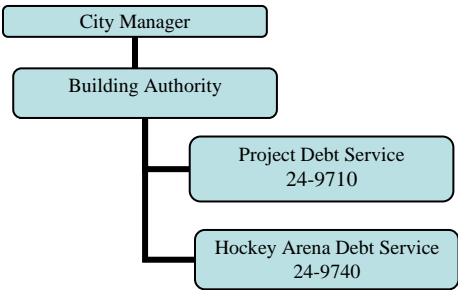 City Manager
Building Authority
Project Debt Service
24-9710
Hockey Arena Debt Service
24-9740